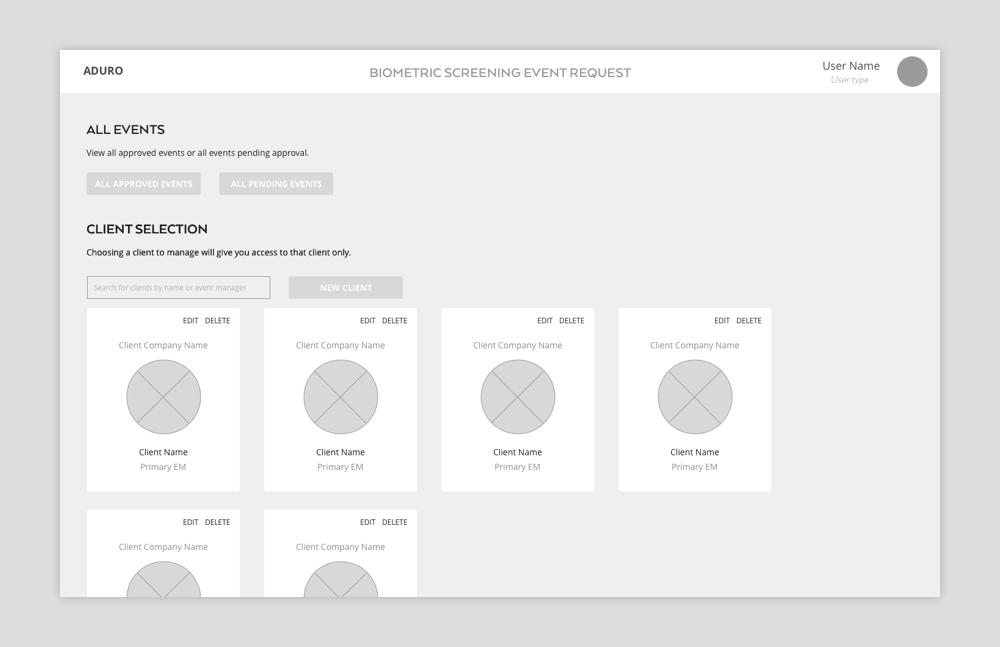 ADURO
BIOMETRIC SCREENING EVENT REQUEST
User Name
User type
ALL EVENTS
View all approved events or all events pending approval.
ALL APPROVED EVENTS
ALL PENDING EVENTS
CLIENT SELECTION
Choosing a client to manage will give you access to that client only.
Search for clients by name or event manager
NEW CLIENT
EDIT DELETE
Client Company Name
Client Name
Primary EM
EDIT DELETE
Client Company Name
Client Name
Primary EM
EDIT DELETE
Client Company Name
Client Name
Primary EM
EDIT DELETE
Client Company Name
Client Name
Primary EM
EDIT DELETE
Client Company Name
EDIT DELETE
Client Company Name